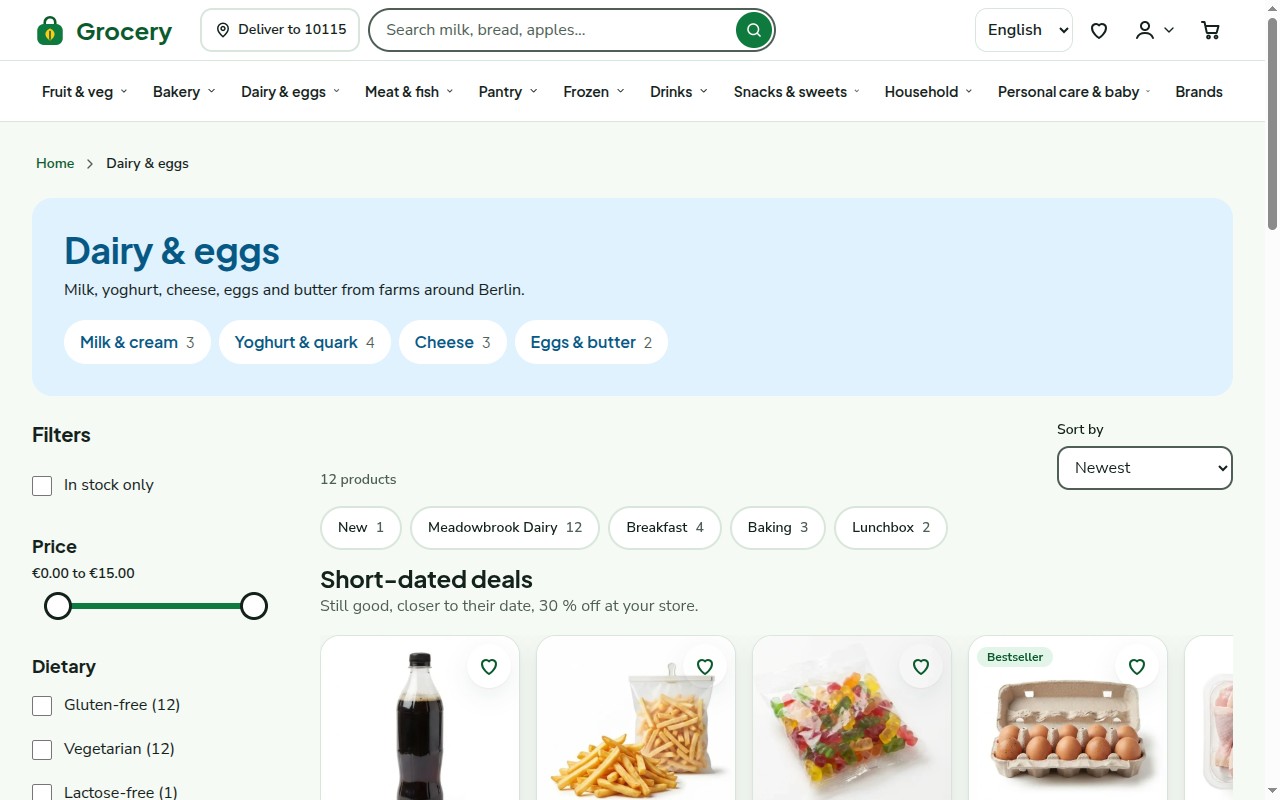 Grocery
Deliver to 10115
Search milk, bread, apples...
English
Fruit & veg
Bakery
Dairy & eggs
Meat & fish
Pantry
Frozen
Drinks
Snacks & sweets
Household
Personal care & baby
Brands
Home
Dairy & eggs
Dairy & eggs
Milk, yoghurt, cheese, eggs and butter from farms around Berlin.
Milk & cream 3
Yoghurt & quark 4
Cheese 3
Eggs & butter 2
Filters
In stock only
Price
€0.00 to €15.00
Dietary
Gluten-free (12)
Vegetarian (12)
Lactose-free (1)
Sort by
Newest
12 products
New 1
Meadowbrook Dairy 12
Breakfast 4
Baking 3
Lunchbox 2
Short-dated deals
Still good, closer to their date, 30 % off at your store.
Bestseller